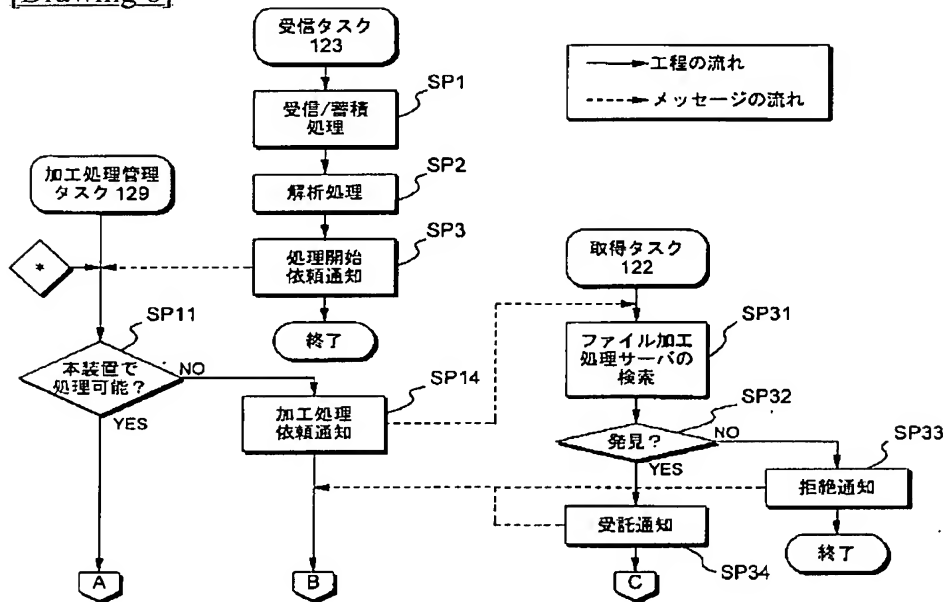 受信タスク
123
工程の流れ
メッセージの流れ
SP1
受信/蓄積
処理
加工処理管理
タスク 129
SP2
解析処理
SP3
処理開始
依頼通知
取得タスク
122
*
終了
SP11
本装置で
処理可能？
NO
YES
SP14
加工処理
依頼通知
SP31
ファイル加工
処理サーバの
検索
SP32
発見？
NO
YES
SP33
拒絶通知
受託通知
SP34
終了
A
B
C